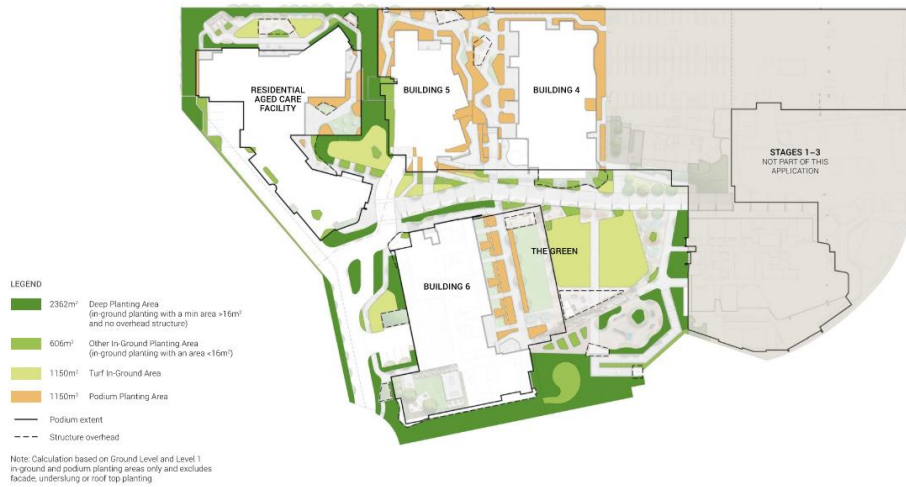 RESIDENTIAL
AGED CARE
FACILITY
BUILDING 5
BUILDING 4
STAGES 1–3
NOT PART OF THIS
APPLICATION
THE GREEN
BUILDING 6
LEGEND
2362m² Deep Planting Area
(in-ground planting with a min area >16m²
and no overhead structure)
606m² Other In-Ground Planting Area
(in-ground planting with an area <16m²)
1150m² Turf In-Ground Area
1150m² Podium Planting Area
Podium extent
Structure overhead
Note: Calculation based on Ground Level and Level 1
in-ground and podium planting areas only and excludes
facade, underslung or roof top planting